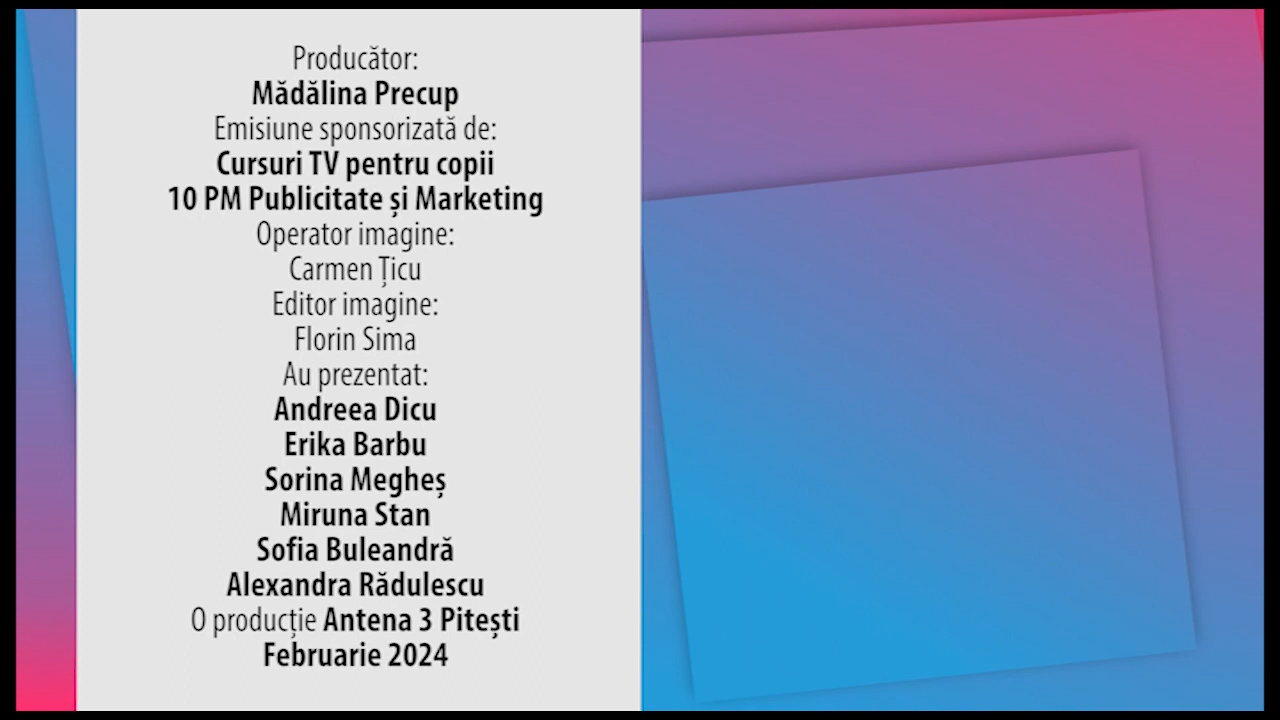 Producător:
Mădălina Precup
Emisiune sponsorizată de:
Cursuri TV pentru copii
10 PM Publicitate și Marketing
Operator imagine:
Carmen Țicu
Editor imagine:
Florin Sima
Au prezentat:
Andreea Dicu
Erika Barbu
Sorina Megheș
Miruna Stan
Sofia Buleandră
Alexandra Rădulescu
O producție Antena 3 Pitești
Februarie 2024